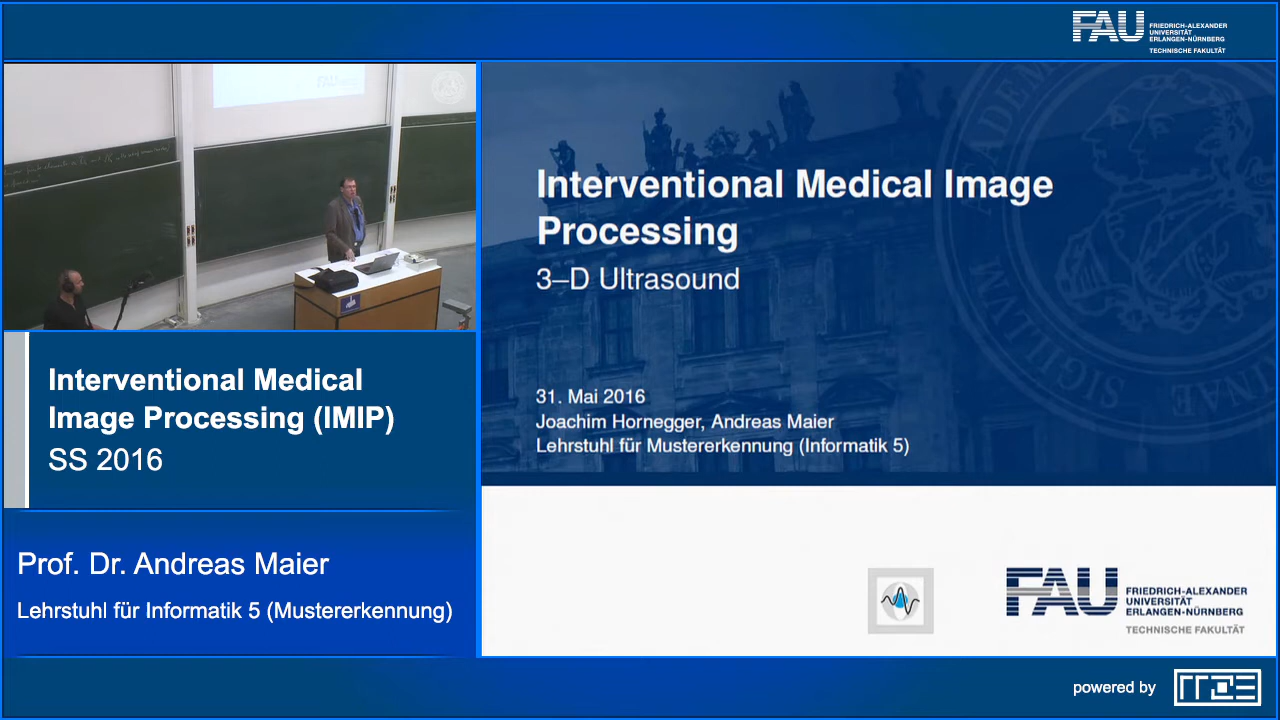 FAU
FRIEDRICH-ALEXANDER
UNIVERSITÄT
ERLANGEN-NÜRNBERG
TECHNISCHE FAKULTÄT
Interventional Medical Image
Processing
3–D Ultrasound
31. Mai 2016
Joachim Hornegger, Andreas Maier
Lehrstuhl für Mustererkennung (Informatik 5)
FAU
FRIEDRICH-ALEXANDER
UNIVERSITÄT
ERLANGEN-NÜRNBERG
TECHNISCHE FAKULTÄT
Interventional Medical
Image Processing (IMIP)
SS 2016
Prof. Dr. Andreas Maier
Lehrstuhl für Informatik 5 (Mustererkennung)
powered by